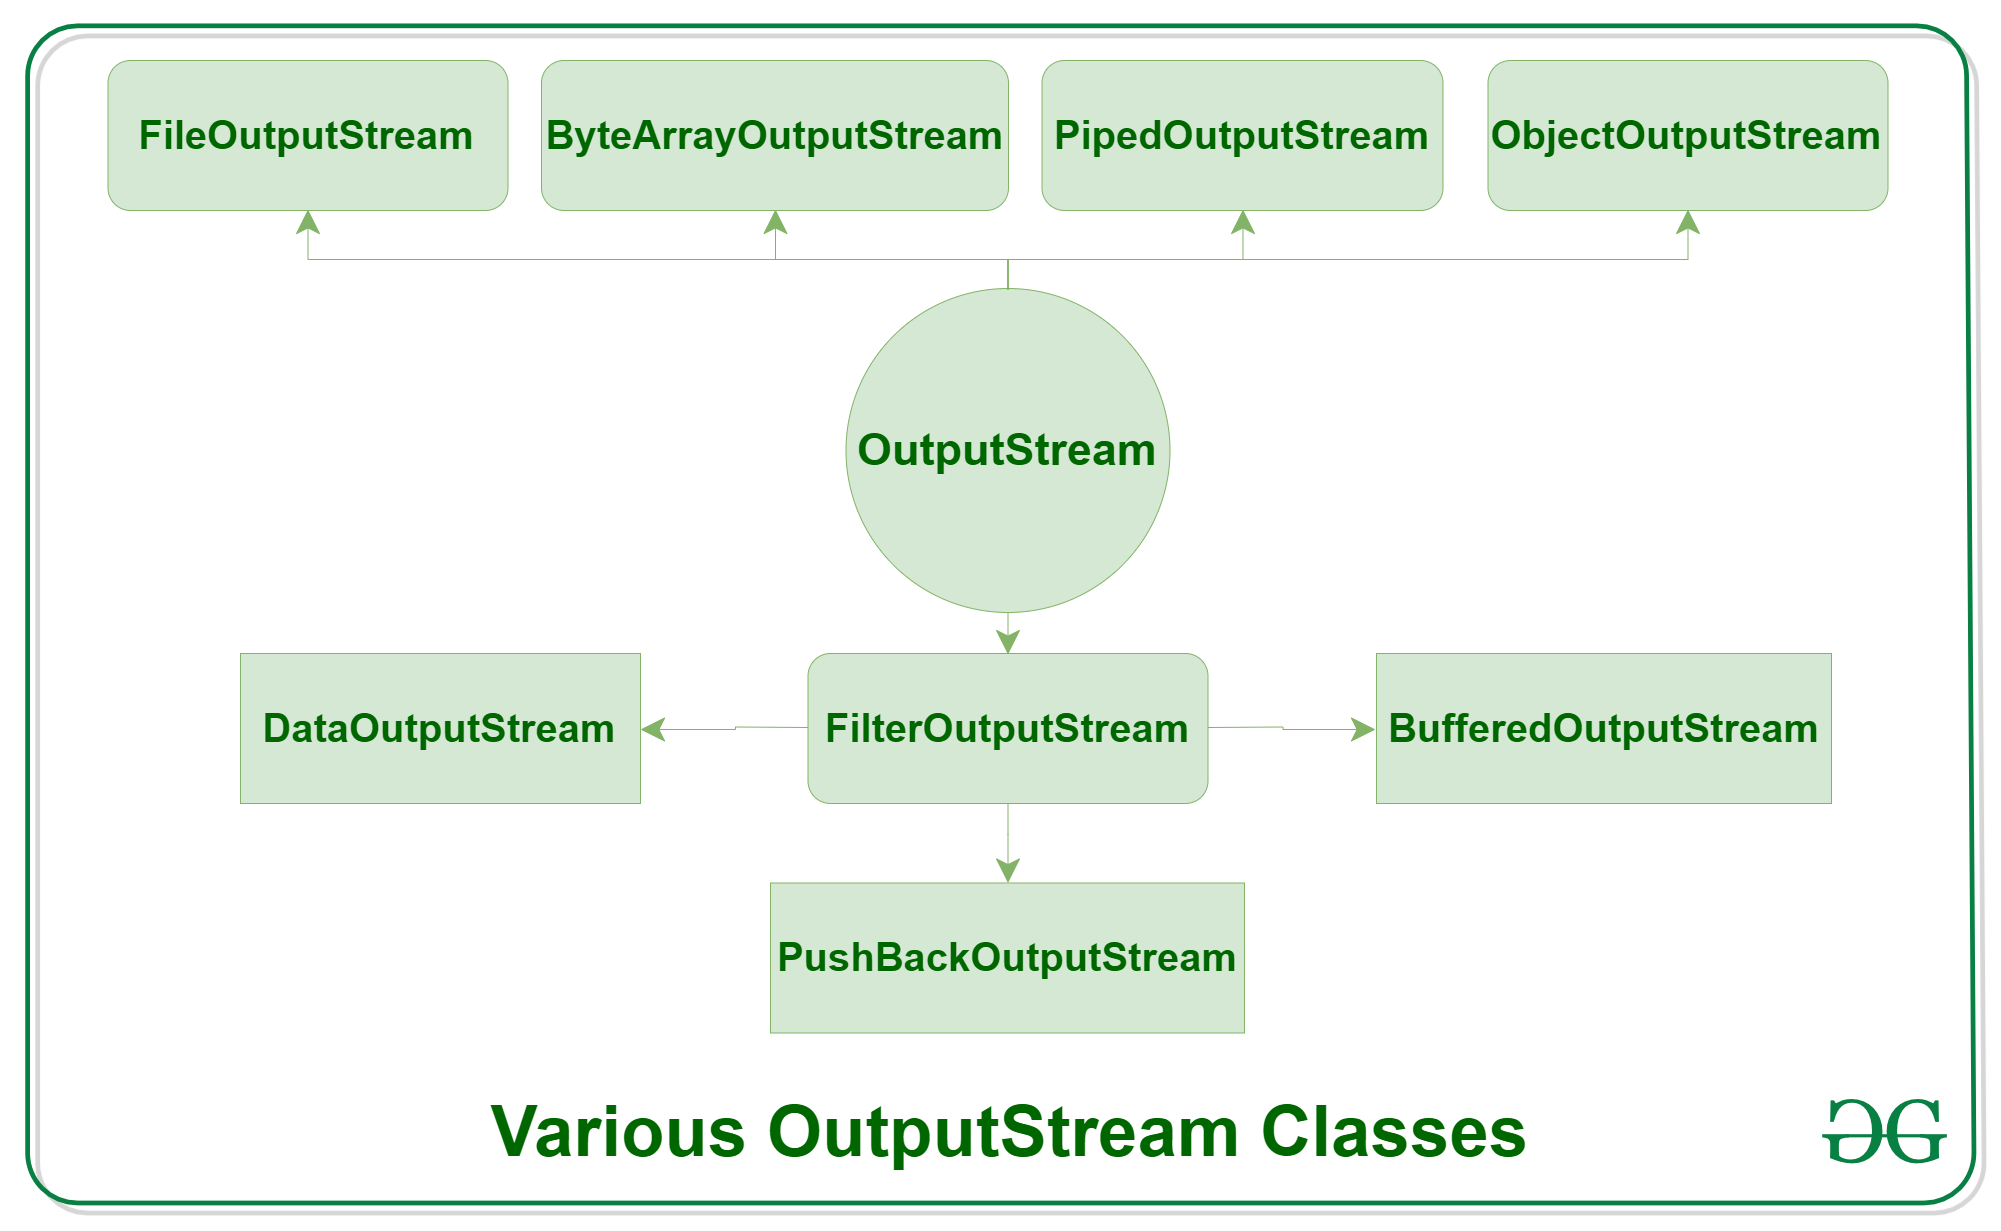 FileOutputStream
ByteArrayOutputStream
PipedOutputStream
ObjectOutputStream
OutputStream
DataOutputStream
FilterOutputStream
BufferedOutputStream
PushBackOutputStream
Various OutputStream Classes